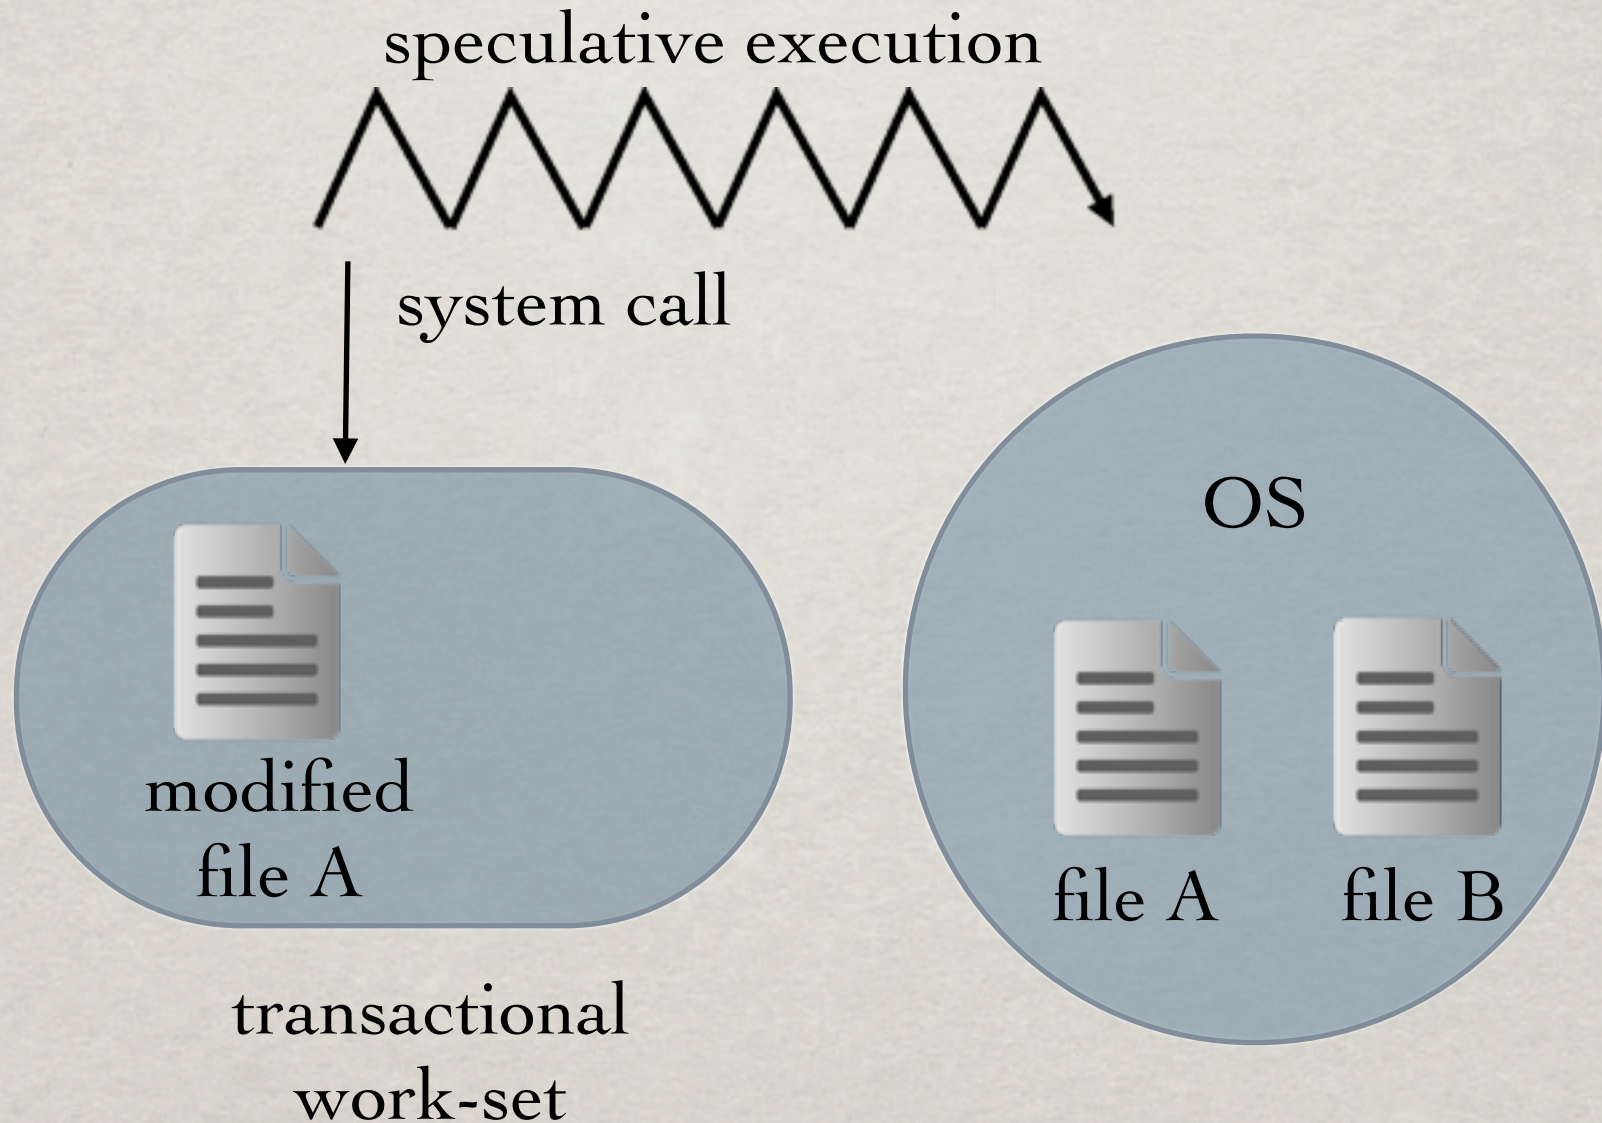 speculative execution
system call
OS
modified
file A
file A
file B
transactional
work-set